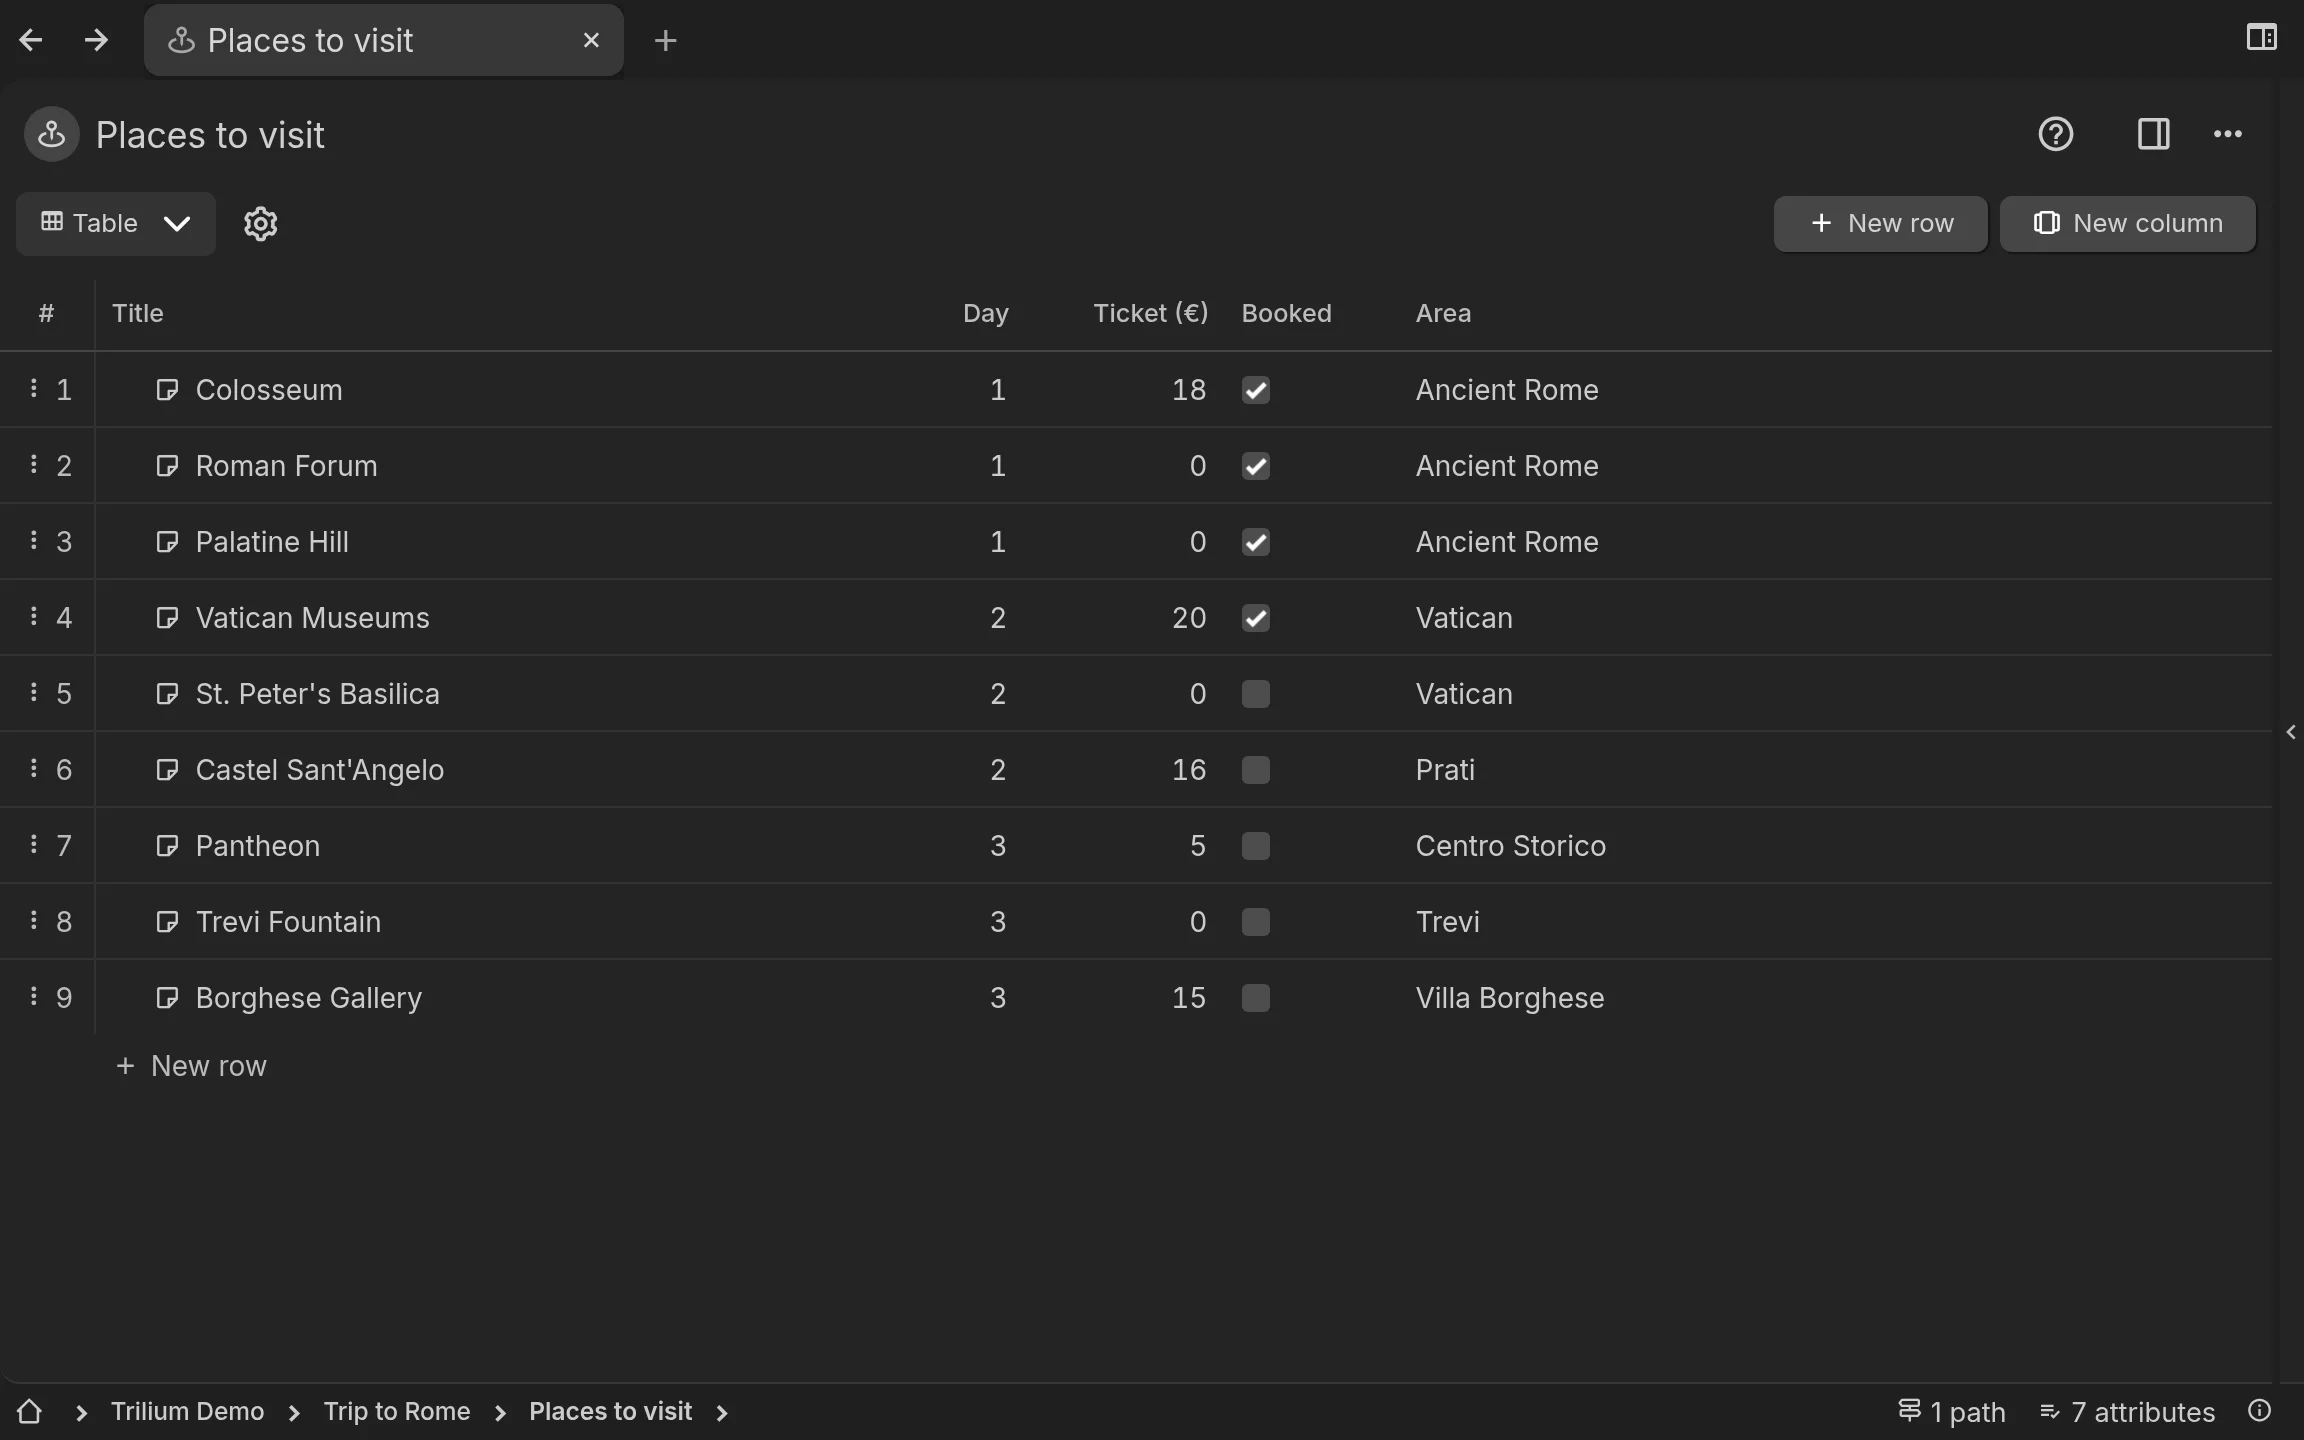 Places to visit
Places to visit
Table
New row New column
# Title Day Ticket (€) Booked Area
1 Colosseum 1 18 Ancient Rome
2 Roman Forum 1 0 Ancient Rome
3 Palatine Hill 1 0 Ancient Rome
4 Vatican Museums 2 20 Vatican
5 St. Peter's Basilica 2 0 Vatican
6 Castel Sant'Angelo 2 16 Prati
7 Pantheon 3 5 Centro Storico
8 Trevi Fountain 3 0 Trevi
9 Borghese Gallery 3 15 Villa Borghese
+ New row
Trilium Demo Trip to Rome Places to visit 1 path 7 attributes